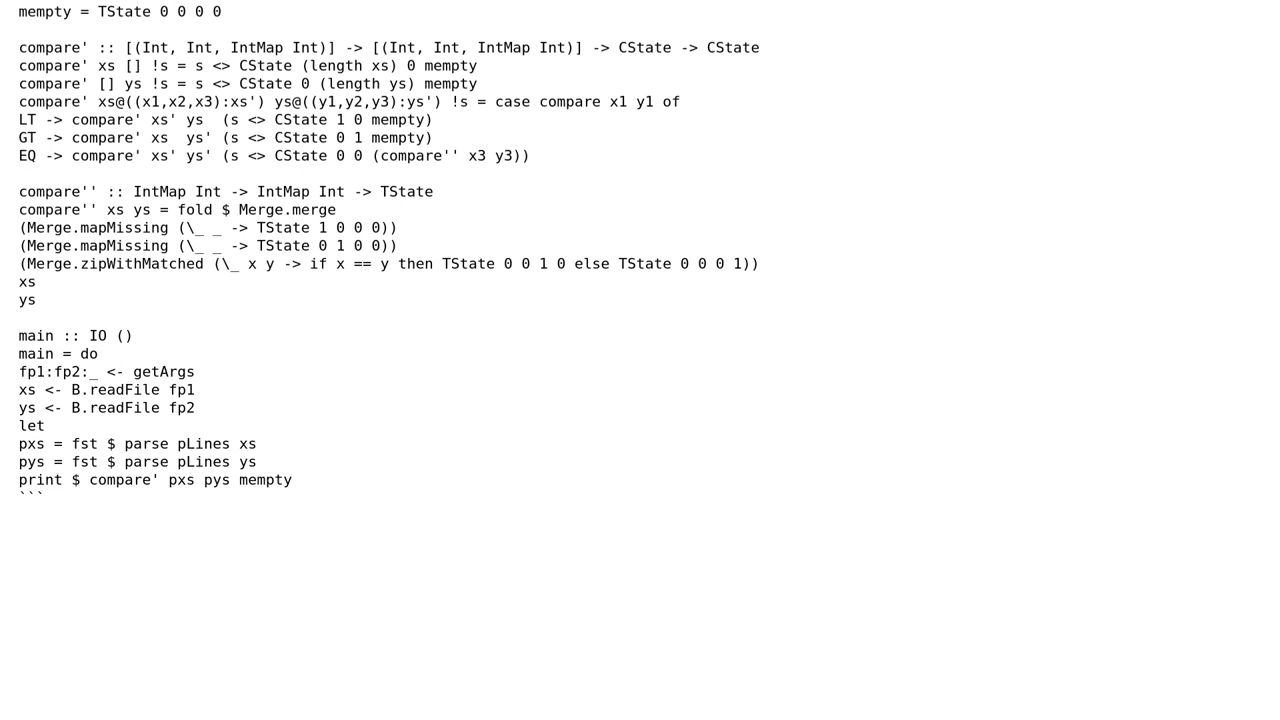 mempty = TState 0 0 0 0

compare' :: [(Int, Int, IntMap Int)] -> [(Int, Int, IntMap Int)] -> CState -> CState
compare' xs [] !s = s <> CState (length xs) 0 mempty
compare' [] ys !s = s <> CState 0 (length ys) mempty
compare' xs@((x1,x2,x3):xs') ys@((y1,y2,y3):ys') !s = case compare x1 y1 of
LT -> compare' xs' ys  (s <> CState 1 0 mempty)
GT -> compare' xs  ys' (s <> CState 0 1 mempty)
EQ -> compare' xs' ys' (s <> CState 0 0 (compare'' x3 y3))

compare'' :: IntMap Int -> IntMap Int -> TState
compare'' xs ys = fold $ Merge.merge
(Merge.mapMissing (\_ _ -> TState 1 0 0 0))
(Merge.mapMissing (\_ _ -> TState 0 1 0 0))
(Merge.zipWithMatched (\_ x y -> if x == y then TState 0 0 1 0 else TState 0 0 0 1))
xs
ys

main :: IO ()
main = do
fp1:fp2:_ <- getArgs
xs <- B.readFile fp1
ys <- B.readFile fp2
let
pxs = fst $ parse pLines xs
pys = fst $ parse pLines ys
print $ compare' pxs pys mempty
```